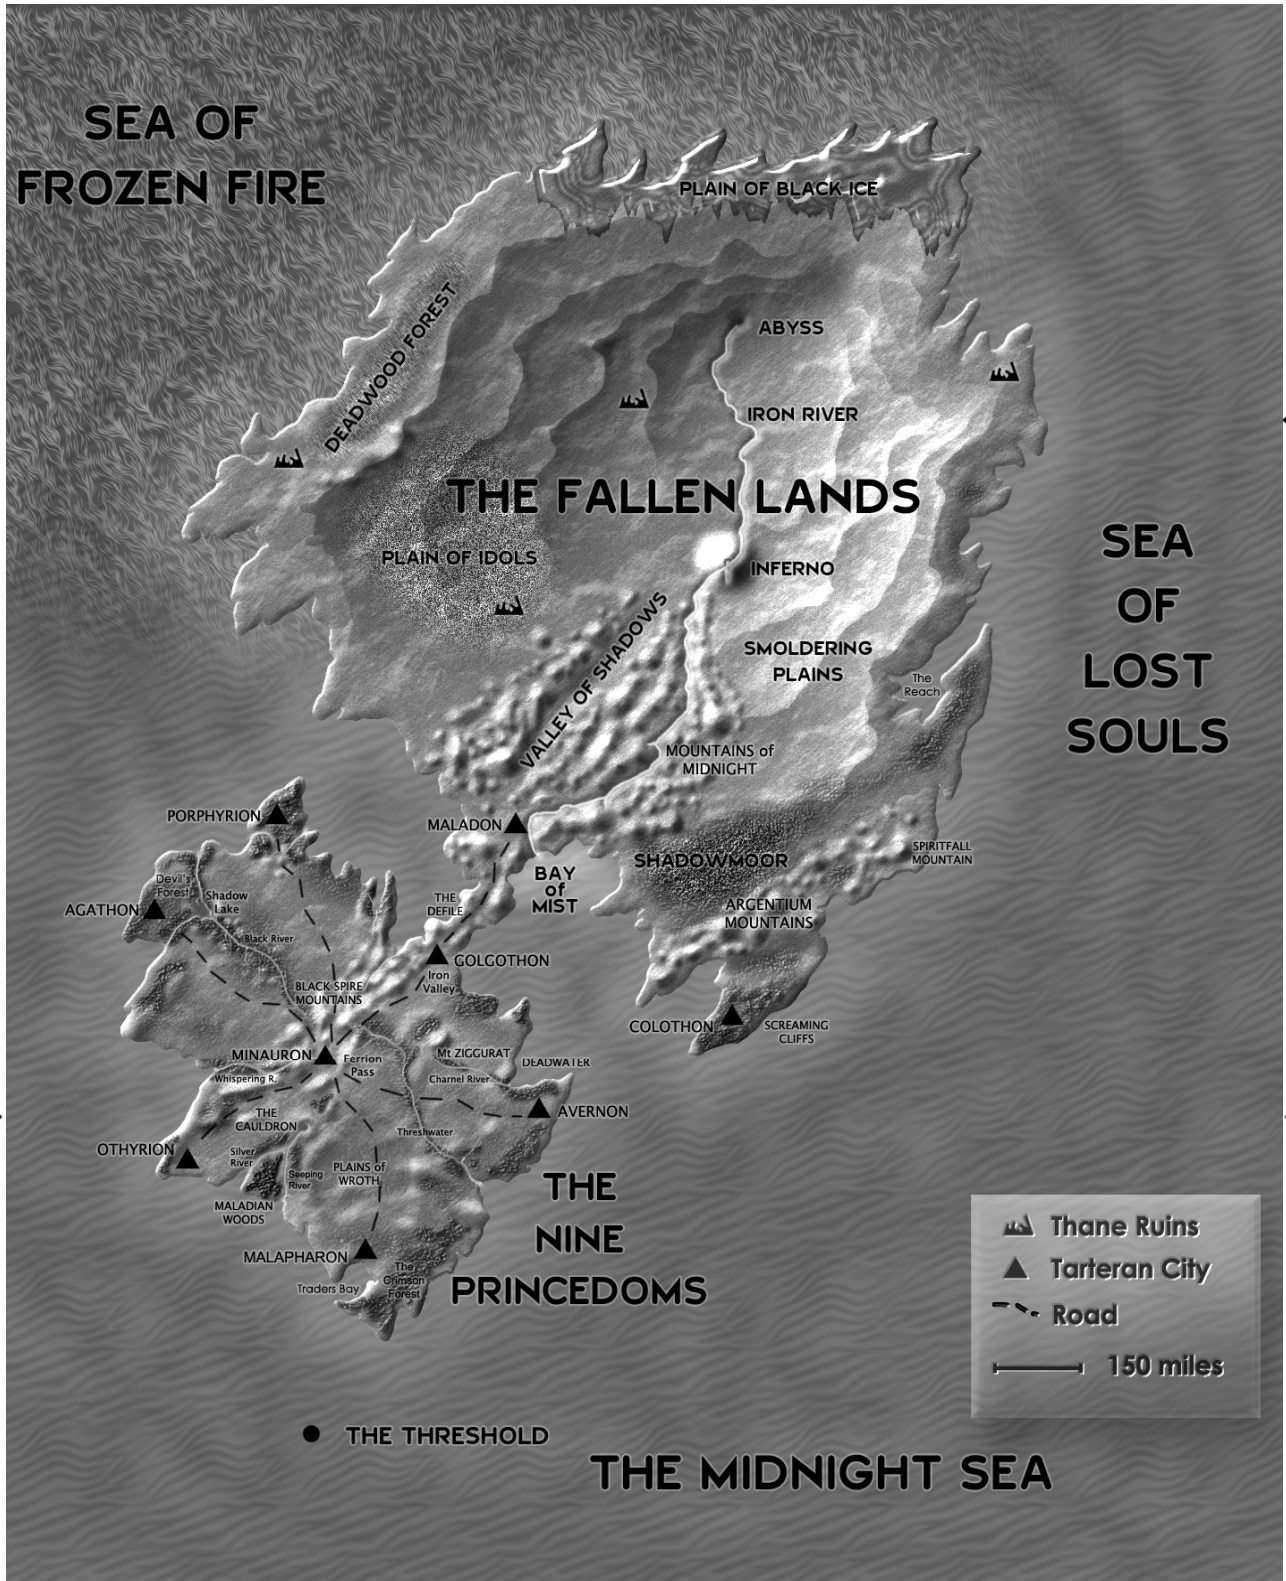 SEA OF
FROZEN FIRE
PLAIN OF BLACK ICE
DEADWOOD FOREST
ABYSS
IRON RIVER
THE FALLEN LANDS
PLAIN OF IDOLS
INFERNO
VALLEY OF SHADOWS
SMOLDERING
PLAINS
The
Reach
SEA
OF
LOST
SOULS
MOUNTAINS of
MIDNIGHT
PORPHYRION
MALADON
SHADOWMOOR
SPIRITFALL
MOUNTAIN
BAY
of
MIST
Devil's
Forest
Shadow
Lake
AGATHON
THE
DEFILE
ARGENTIUM
MOUNTAINS
Black River
GOLGOTHON
Iron
Valley
BLACK SPIRE
MOUNTAINS
COLOTHON
SCREAMING
CLIFFS
MINAURON
Ferrion
Pass
Mt ZIGGURAT
DEADWATER
Whispering R.
Charnel River
THE
CAULDRON
AVERNON
Threshwater
OTHYRION
Silver
River
Seeping
River
PLAINS of
WROTH
MALADIAN
WOODS
THE
NINE
PRINCEDOMS
MALAPHARON
The
Crimson
Forest
Traders Bay
Thane Ruins
Tarteran City
Road
150 miles
THE THRESHOLD
THE MIDNIGHT SEA